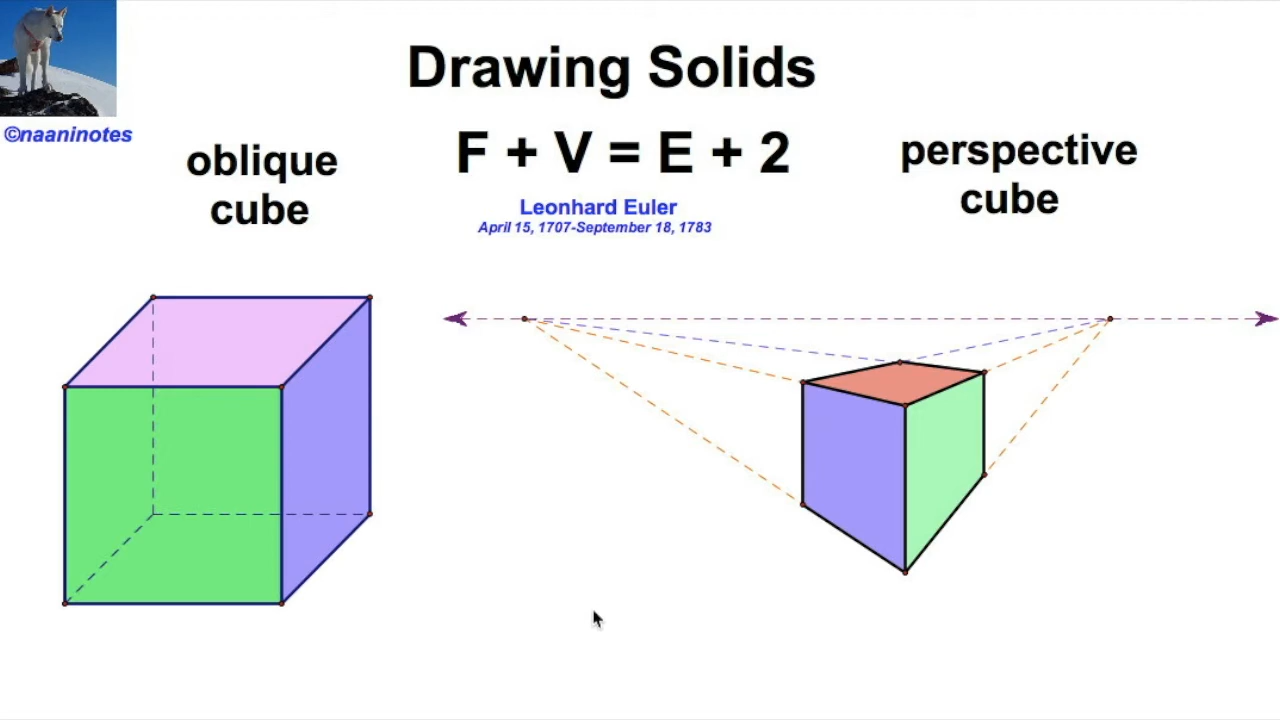 Drawing Solids
©naaninotes
oblique
cube
F + V = E + 2
Leonhard Euler
April 15, 1707-September 18, 1783
perspective
cube